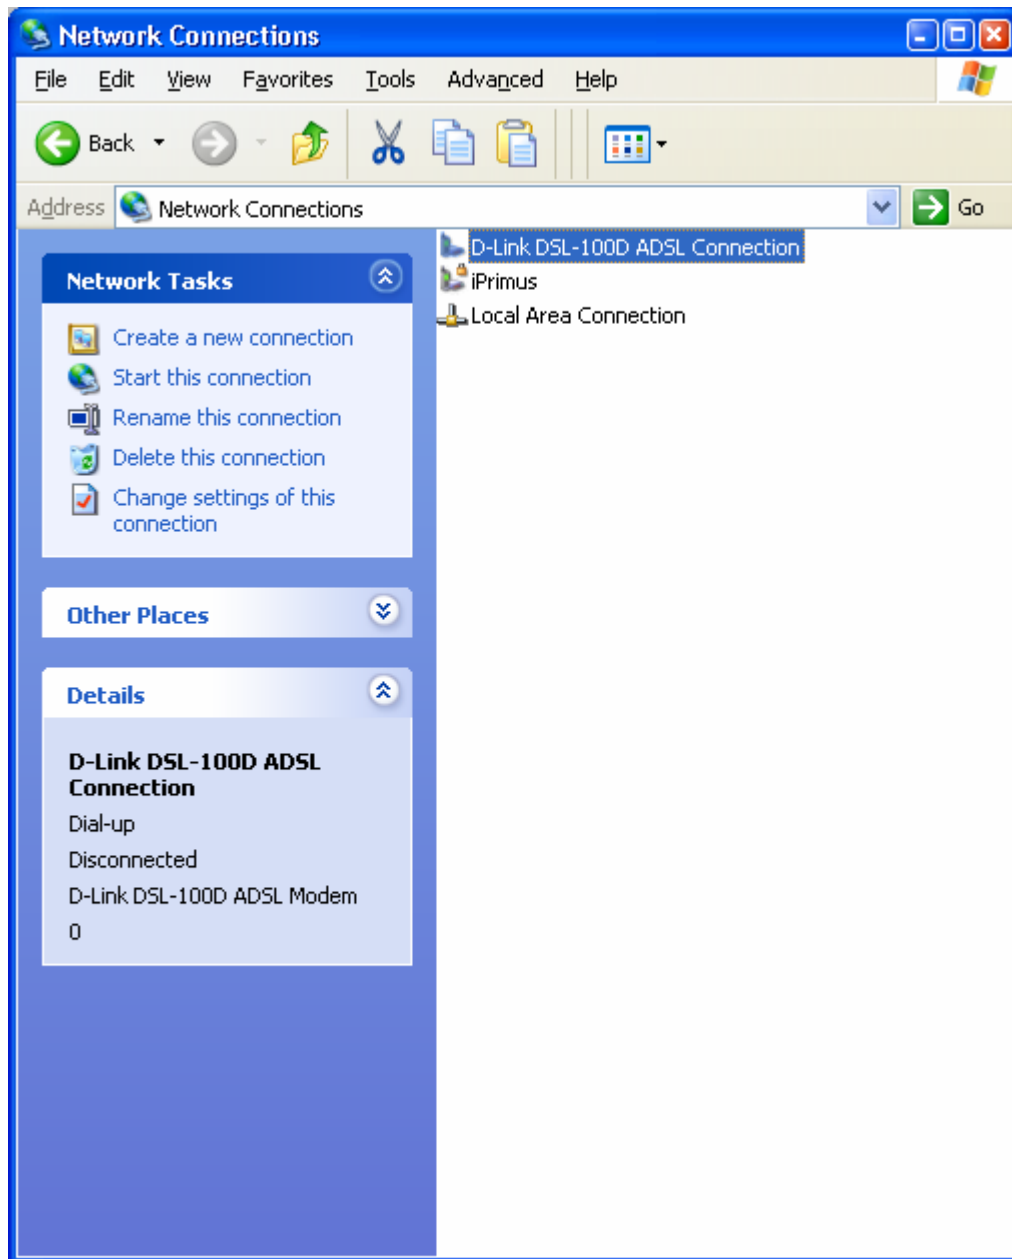 Network Connections
File Edit View Favorites Tools Advanced Help
Back
Address Network Connections Go
Network Tasks
Create a new connection
Start this connection
Rename this connection
Delete this connection
Change settings of this
connection
Other Places
Details
D-Link DSL-100D ADSL
Connection
Dial-up
Disconnected
D-Link DSL-100D ADSL Modem
0
D-Link DSL-100D ADSL Connection
iPrimus
Local Area Connection